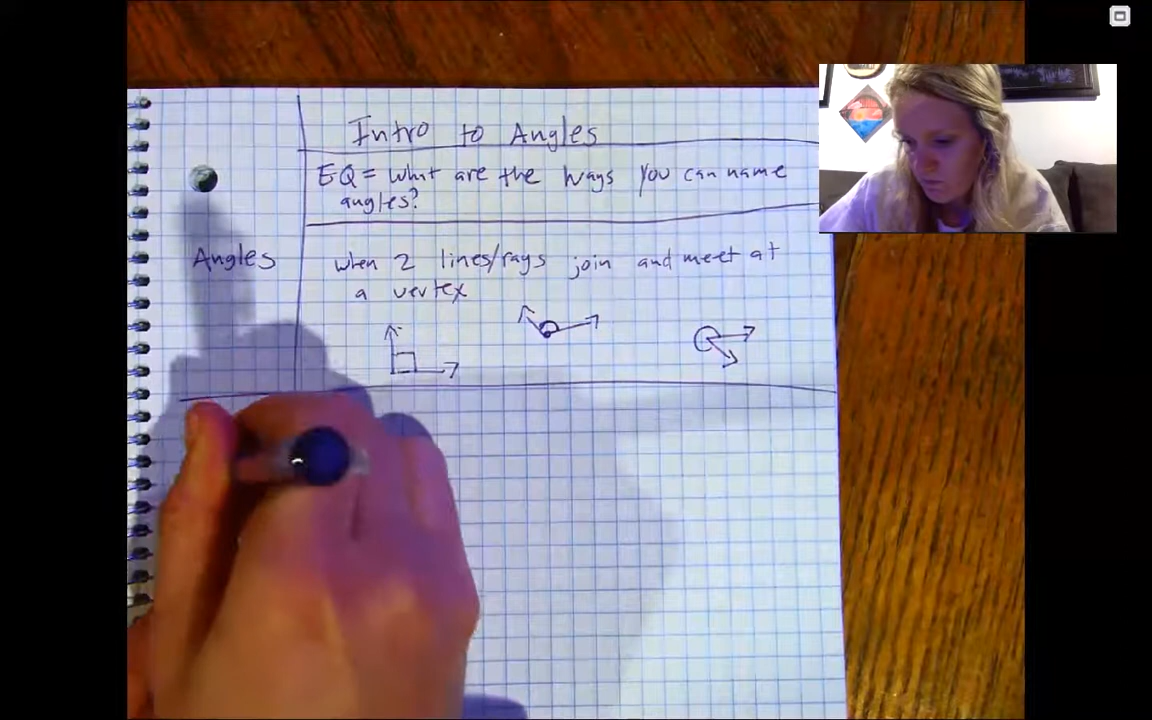 Intro to Angles
EQ = What are the ways you can name
angles?
Angles
when 2 lines/rays join and meet at
a vertex